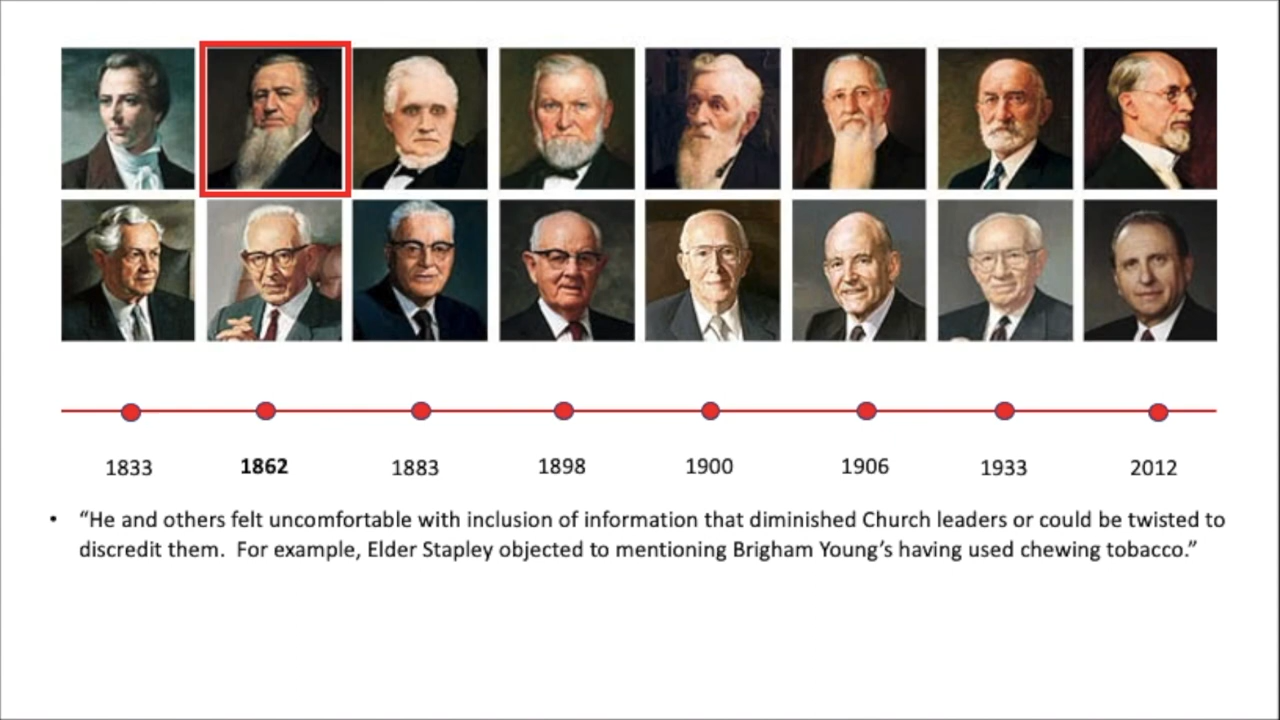 1833 1862 1883 1898 1900 1906 1933 2012
• “He and others felt uncomfortable with inclusion of information that diminished Church leaders or could be twisted to
discredit them.  For example, Elder Stapley objected to mentioning Brigham Young’s having used chewing tobacco.”